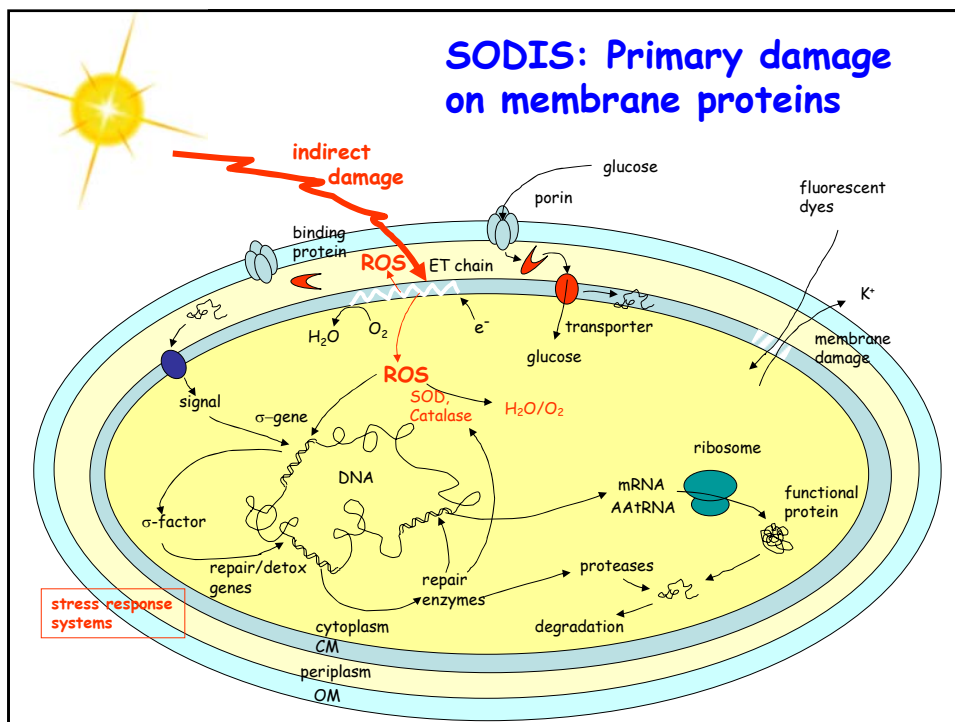 SODIS: Primary damage
on membrane proteins
indirect
damage
glucose
porin
fluorescent
dyes
binding
protein
ROS
ET chain
K⁺
H₂O
O₂
e⁻
transporter
glucose
membrane
damage
ROS
SOD,
Catalase
H₂O/O₂
signal
σ–gene
DNA
ribosome
mRNA
AAtRNA
functional
protein
σ-factor
repair/detox
genes
repair
enzymes
proteases
degradation
stress response
systems
cytoplasm
CM
periplasm
OM